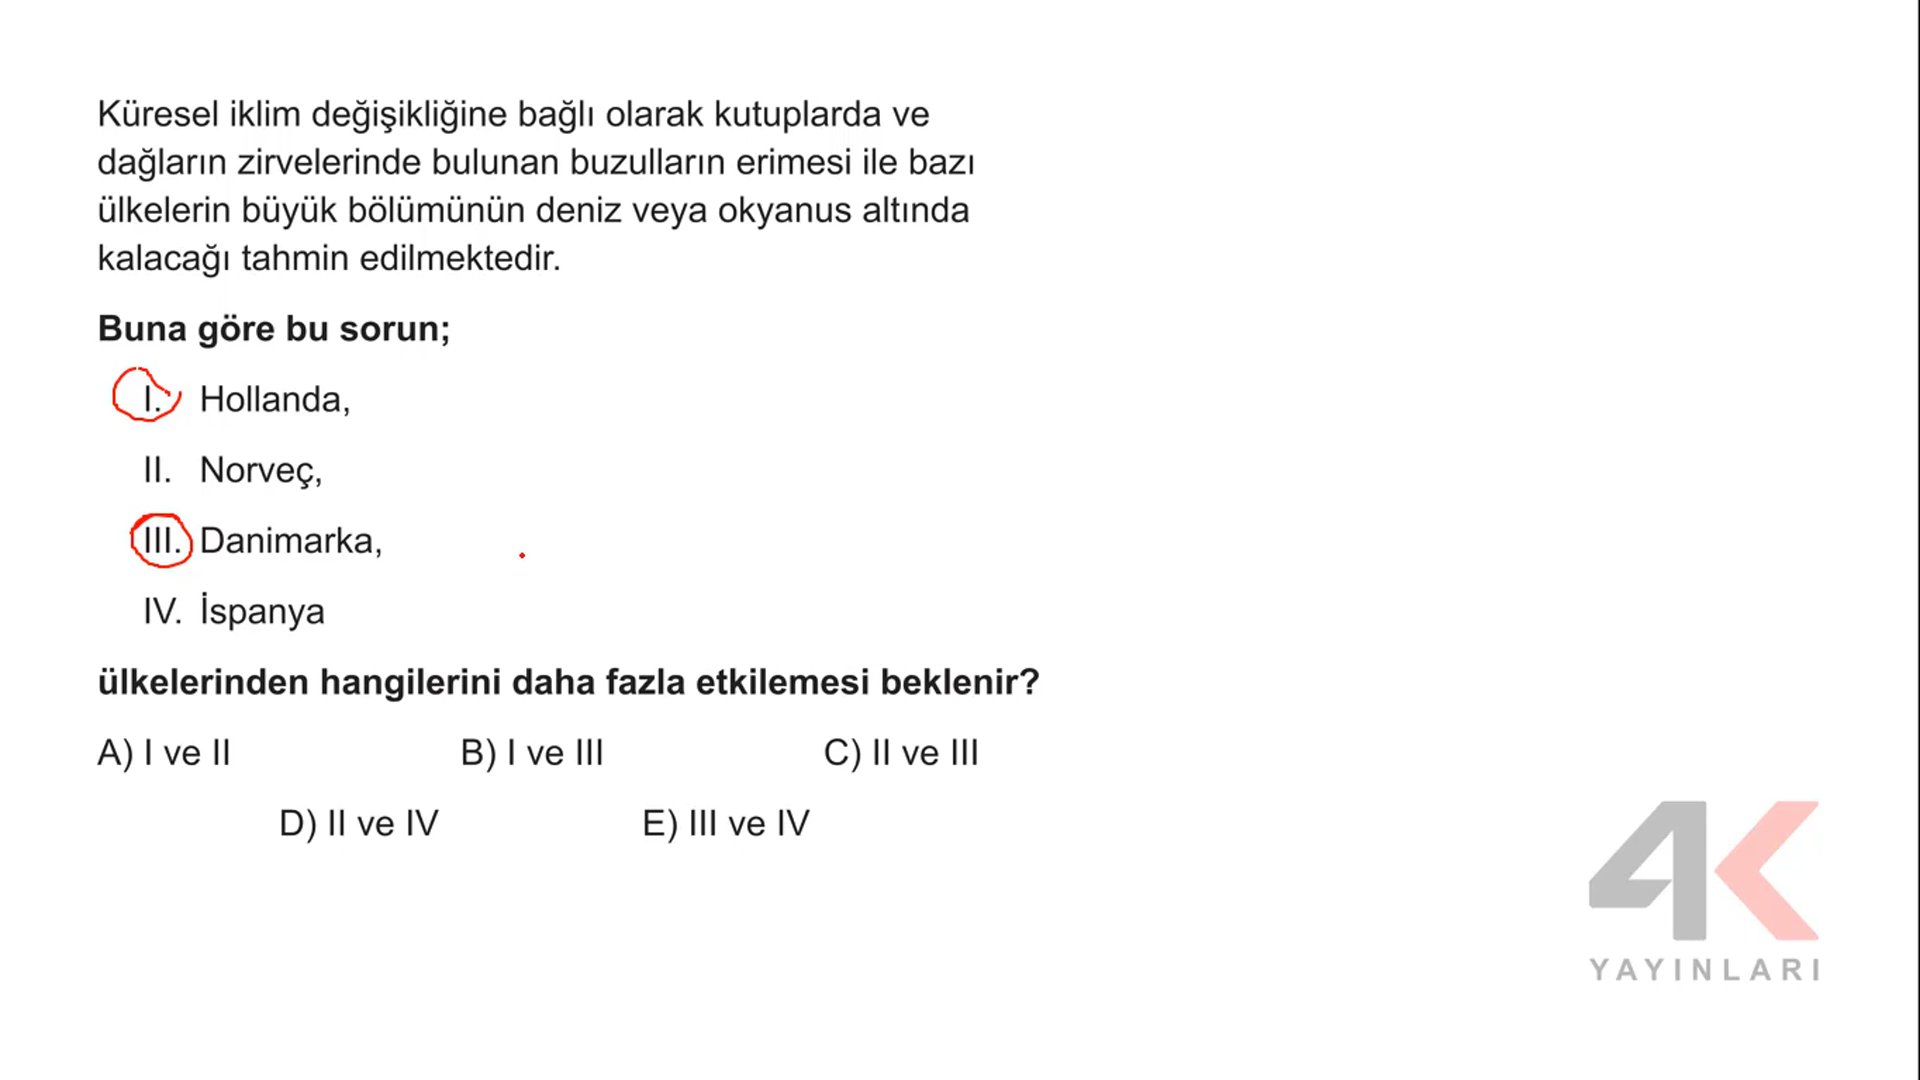 Küresel iklim değişikliğine bağlı olarak kutuplarda ve
dağların zirvelerinde bulunan buzulların erimesi ile bazı
ülkelerin büyük bölümünün deniz veya okyanus altında
kalacağı tahmin edilmektedir.
Buna göre bu sorun;
I. Hollanda,
II. Norveç,
III. Danimarka,
IV. İspanya
ülkelerinden hangilerini daha fazla etkilemesi beklenir?
A) I ve II B) I ve III C) II ve III
D) II ve IV E) III ve IV
4K
YAYINLARI